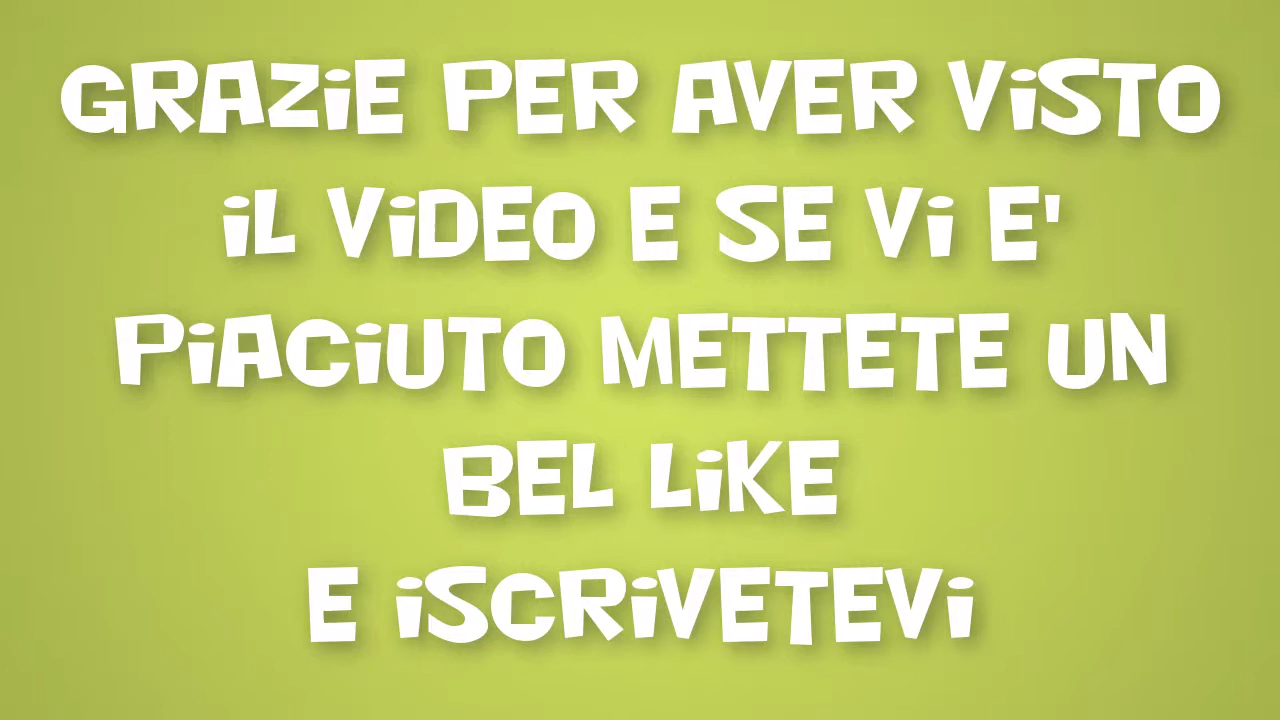 GRAZIE PER AVER VISTO
IL VIDEO E SE VI E'
PIACIUTO METTETE UN
BEL LIKE
E ISCRIVETEVI